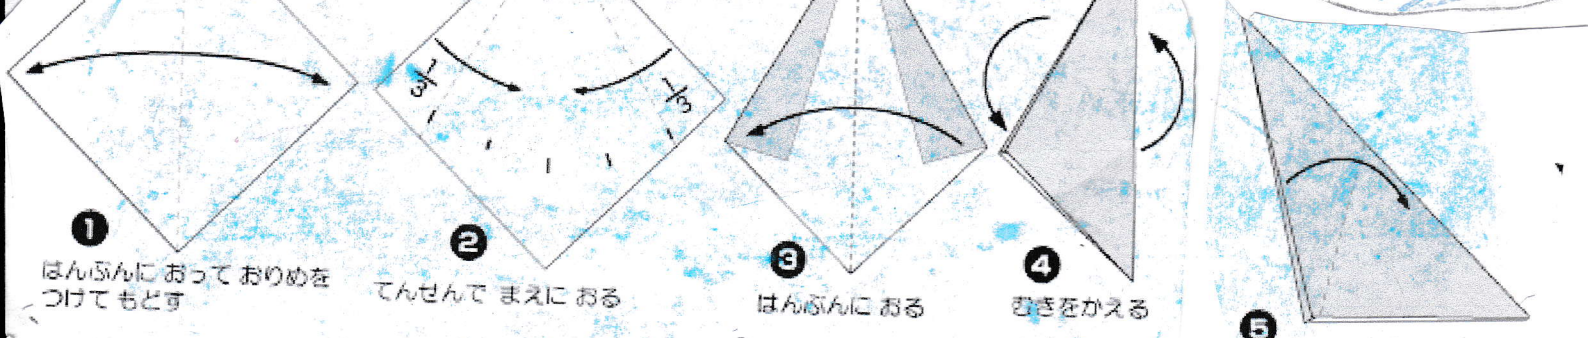 1/3
1/3
1
はんぶんに おって おりめを
つけて もどす
2
てんせんで まえに おる
3
はんぶんに おる
4
むきをかえる
5